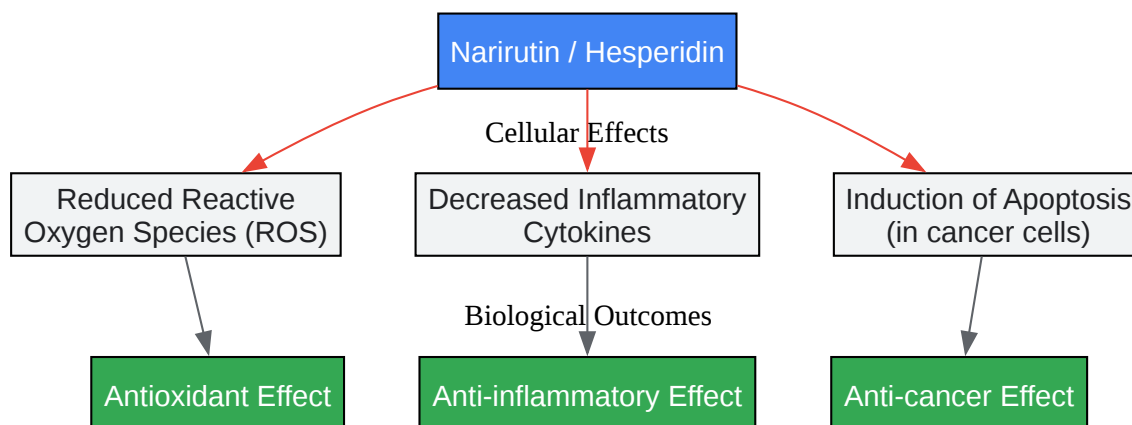 Narirutin / Hesperidin
Cellular Effects
Reduced Reactive
Oxygen Species (ROS)
Decreased Inflammatory
Cytokines
Induction of Apoptosis
(in cancer cells)
Biological Outcomes
Antioxidant Effect
Anti-inflammatory Effect
Anti-cancer Effect